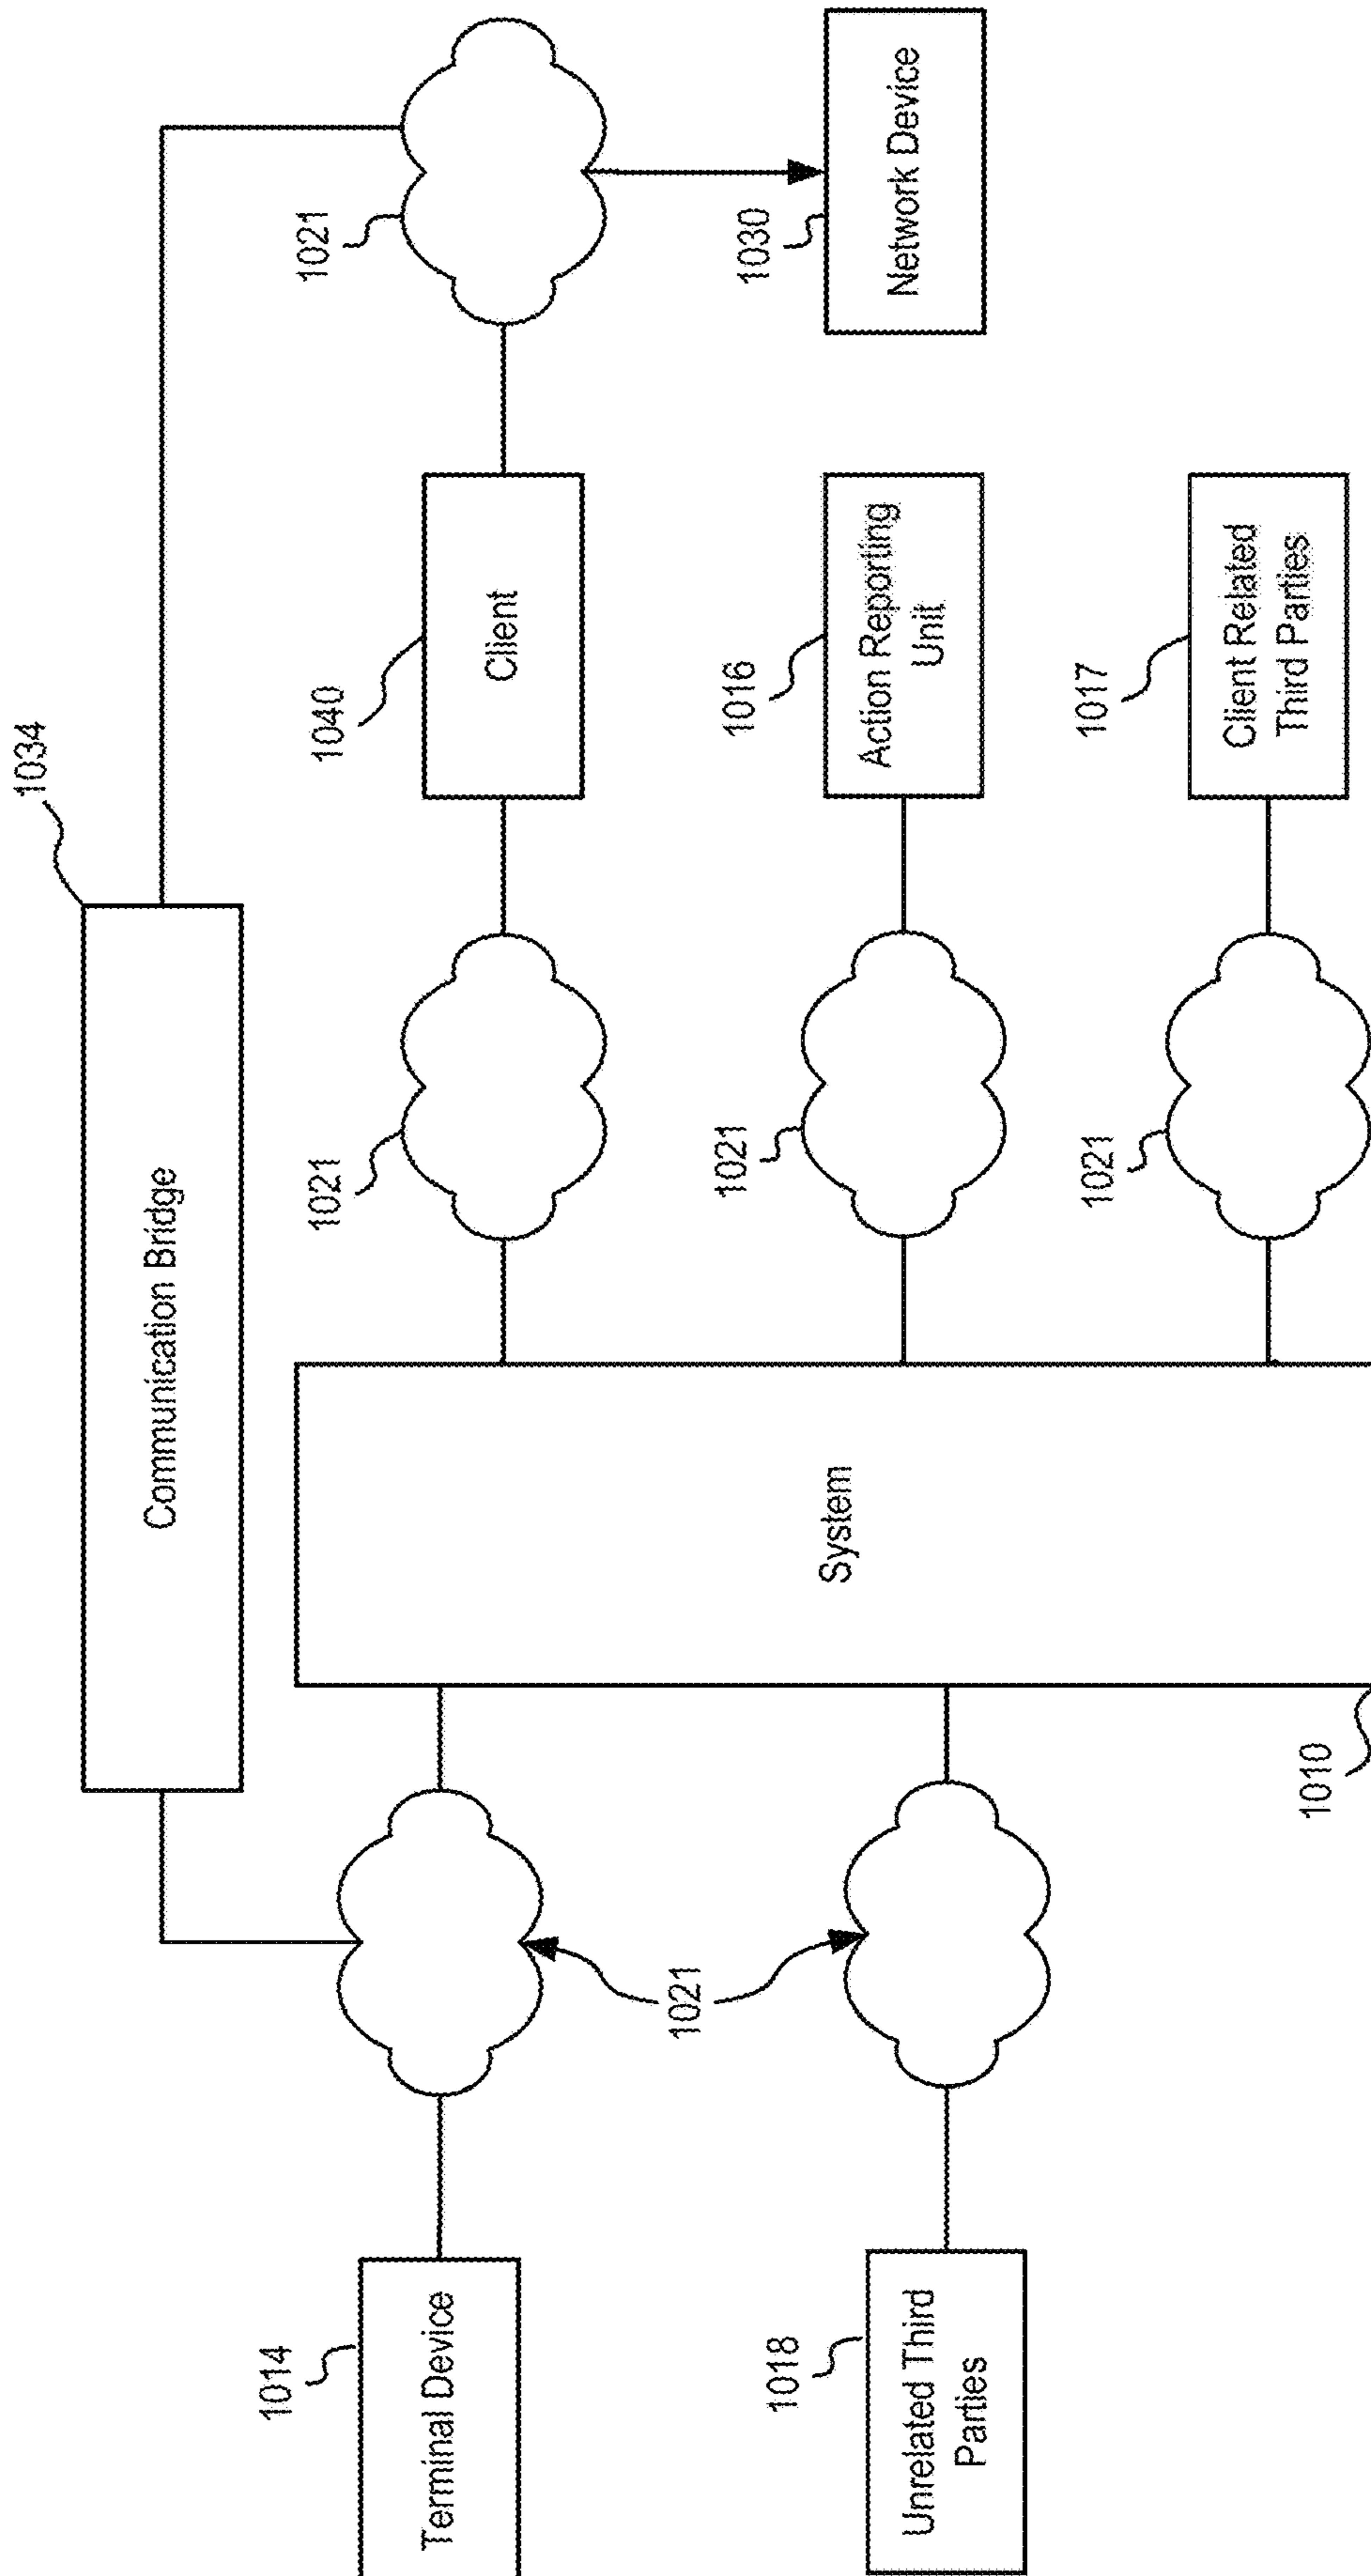 1034
Communication Bridge
1014
Terminal Device
1021
1040
Client
1021
1021
1018
Unrelated Third
Parties
System
1010
1021
1016
Action Reporting
Unit
1030
Network Device
1021
1017
Client Related
Third Parties